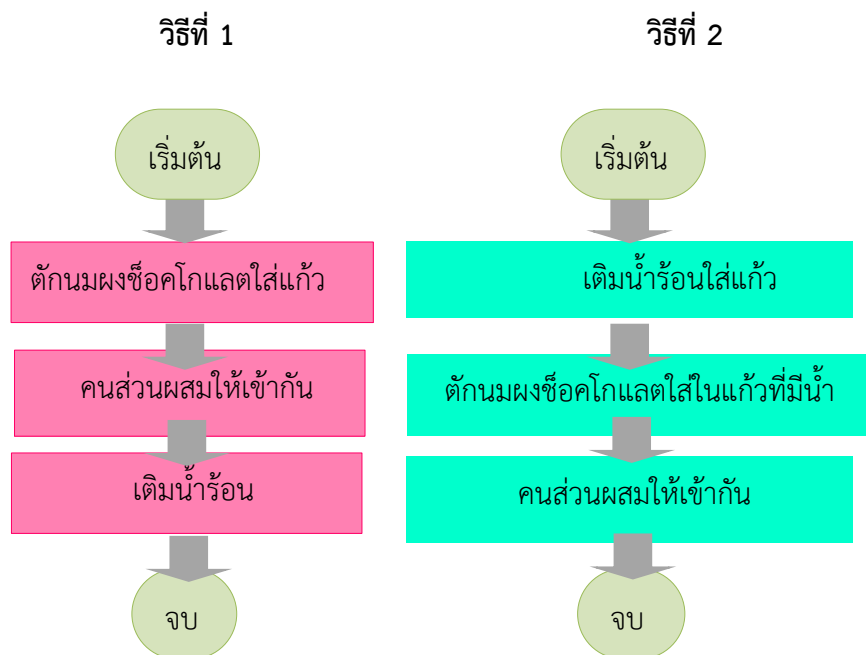 วิธีที่ 1
เริ่มต้น
ตักนมผงช็อคโกแลตใส่แก้ว
คนส่วนผสมให้เข้ากัน
เติมน้ำร้อน
จบ
วิธีที่ 2
เริ่มต้น
เติมน้ำร้อนใส่แก้ว
ตักนมผงช็อคโกแลตใส่ในแก้วที่มีน้ำ
คนส่วนผสมให้เข้ากัน
จบ